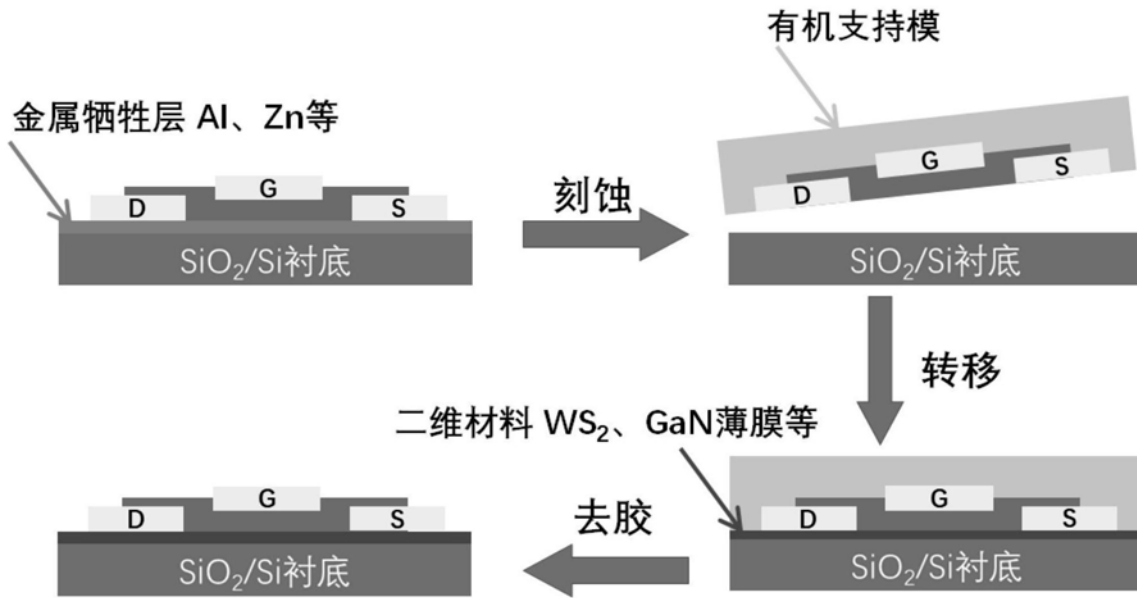 有机支持模
金属牺牲层 Al、Zn等
G
D
S
SiO₂/Si衬底
刻蚀
G
D
S
SiO₂/Si衬底
转移
二维材料 WS₂、GaN薄膜等
G
D
S
SiO₂/Si衬底
去胶
G
D
S
SiO₂/Si衬底